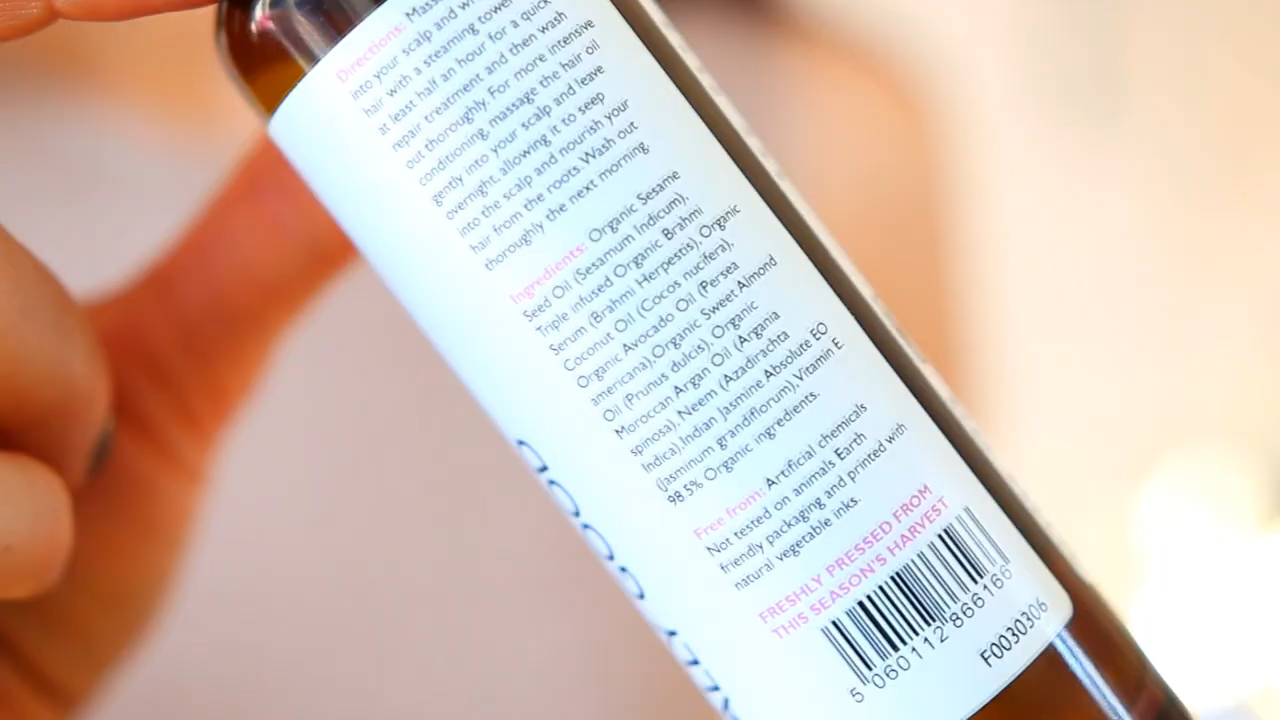 Directions: Mass
into your scalp and w
hair with a steaming towel
at least half an hour for a quick
repair treatment and then wash
out thoroughly. For more intensive
conditioning, massage the hair oil
gently into your scalp and leave
overnight, allowing it to seep
into the scalp and nourish your
hair from the roots. Wash out
thoroughly the next morning.
Ingredients: Organic Sesame
Seed Oil (Sesamum Indicum),
Triple Infused Organic Brahmi
Serum (Brahmi Herpestis), Organic
Coconut Oil (Cocos nucifera),
Organic Avocado Oil (Persea
americana),Organic Sweet Almond
Oil (Prunus dulcis), Organic
Moroccan Argan Oil (Argania
spinosa), Neem (Azadirachta
Indica),Indian Jasmine Absolute EO
(Jasminum grandiflorum),Vitamin E.
98.5% Organic ingredients.
Free from: Artificial chemicals
Not tested on animals Earth
friendly packaging and printed with
natural vegetable inks.
FRESHLY PRESSED FROM
THIS SEASON'S HARVEST
5 060112 866166
F0030306